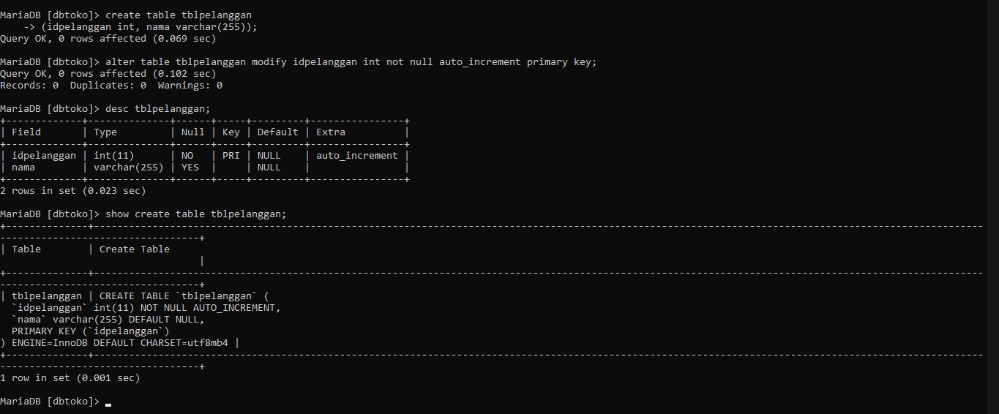 MariaDB [dbtoko]> create table tblpelanggan
    -> (idpelanggan int, nama varchar(255));
Query OK, 0 rows affected (0.069 sec)

MariaDB [dbtoko]> alter table tblpelanggan modify idpelanggan int not null auto_increment primary key;
Query OK, 0 rows affected (0.102 sec)
Records: 0  Duplicates: 0  Warnings: 0

MariaDB [dbtoko]> desc tblpelanggan;
+-------------+--------------+------+-----+---------+----------------+
| Field       | Type         | Null | Key | Default | Extra          |
+-------------+--------------+------+-----+---------+----------------+
| idpelanggan | int(11)      | NO   | PRI | NULL    | auto_increment |
| nama        | varchar(255) | YES  |     | NULL    |                |
+-------------+--------------+------+-----+---------+----------------+
2 rows in set (0.023 sec)

MariaDB [dbtoko]> show create table tblpelanggan;
| Table        | Create Table
|
| tblpelanggan | CREATE TABLE `tblpelanggan` (
  `idpelanggan` int(11) NOT NULL AUTO_INCREMENT,
  `nama` varchar(255) DEFAULT NULL,
  PRIMARY KEY (`idpelanggan`)
) ENGINE=InnoDB DEFAULT CHARSET=utf8mb4 |
1 row in set (0.001 sec)

MariaDB [dbtoko]> _